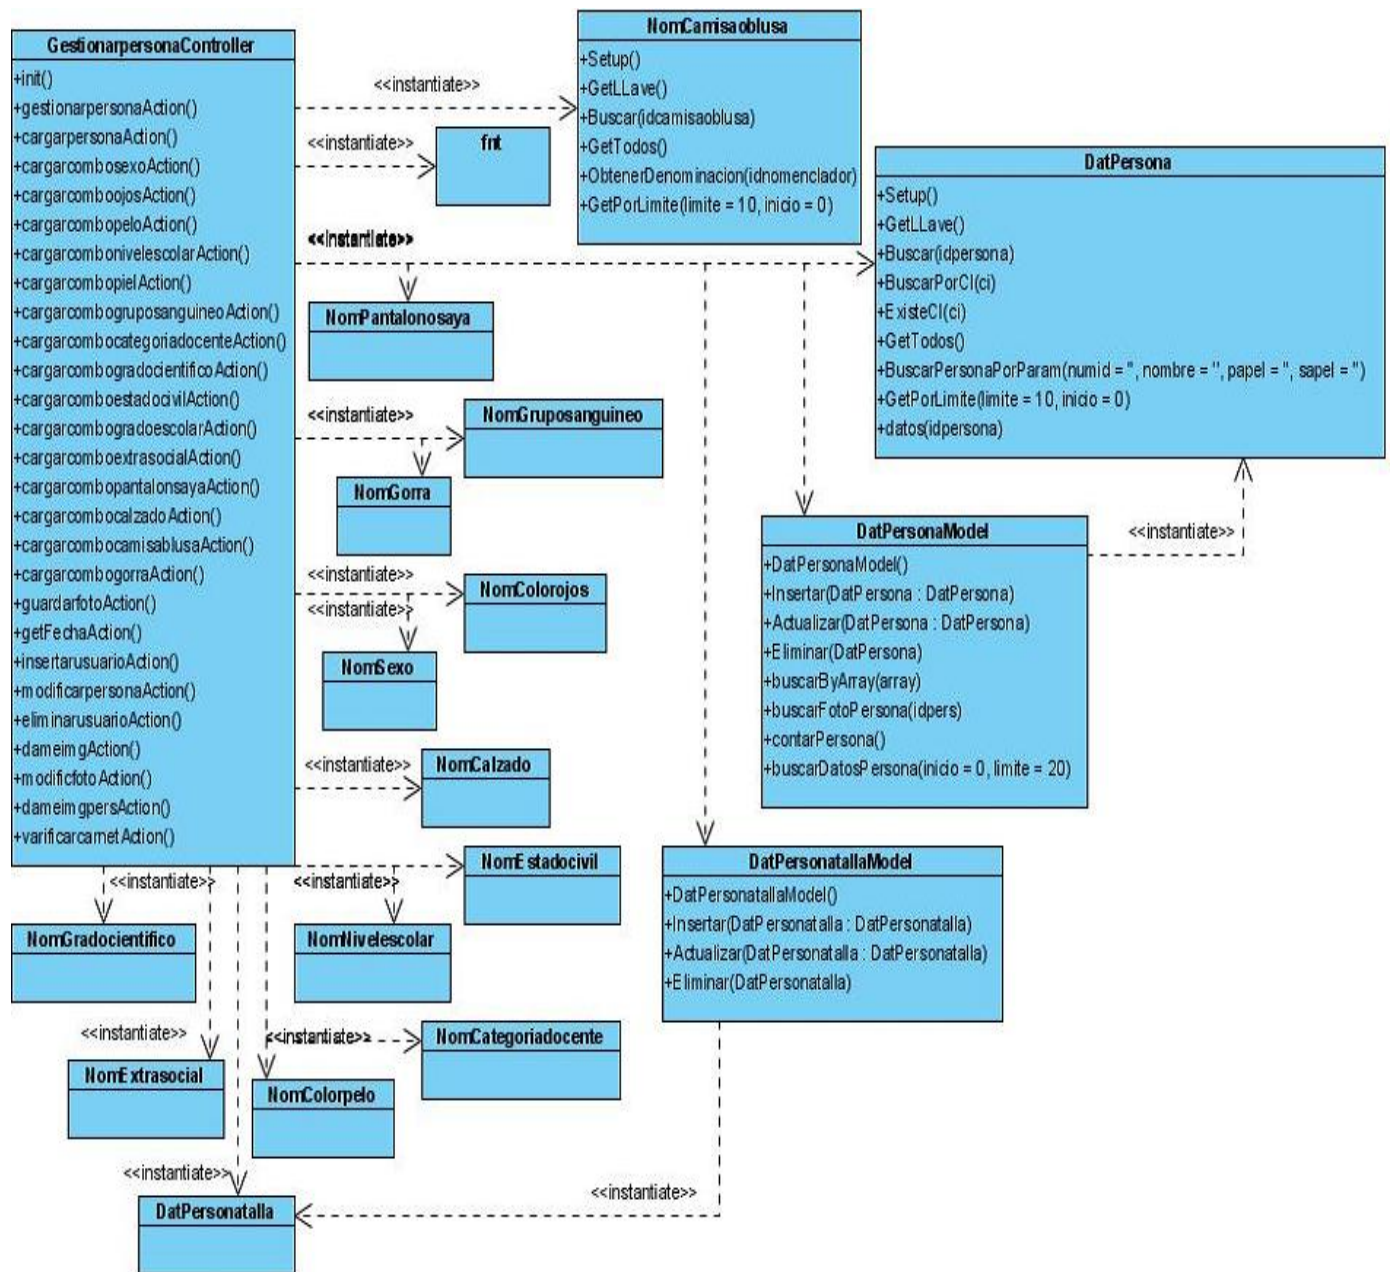 GestionarpersonaController
+init()
+gestionarpersonaAction()
+cargarpersonaAction()
+cargarcombosexoAction()
+cargarcomboojosAction()
+cargarcombopeloAction()
+cargarcombonivelescolarAction()
+cargarcombopielAction()
+cargarcombogruposanguineoAction()
+cargarcombocategoriadocenteAction()
+cargarcombogradocientificoAction()
+cargarcomboestadocivilAction()
+cargarcombogradoescolarAction()
+cargarcomboextrasocialAction()
+cargarcombopantalonsayaAction()
+cargarcombocalzadoAction()
+cargarcombocamisablusaAction()
+cargarcombogorraAction()
+guardarfotoAction()
+getFechaAction()
+insertarusuarioAction()
+modificarpersonaAction()
+eliminarusuarioAction()
+dameimgAction()
+modificfotoAction()
+dameimgpersAction()
+varificarcarnetAction()
<<instantiate>>
NomCamisaoblusa
+Setup()
+GetLLave()
+Buscar(idcamisaoblusa)
+GetTodos()
+ObtenerDenominacion(idnomenclador)
+GetPorLimite(limite = 10, inicio = 0)
<<instantiate>>
fnt
<<instantiate>>
DatPersona
+Setup()
+GetLLave()
+Buscar(idpersona)
+BuscarPorCI(ci)
+ExisteCI(ci)
+GetTodos()
+BuscarPersonaPorParam(numid = '', nombre = '', papel = '', sapel = '')
+GetPorLimite(limite = 10, inicio = 0)
+datos(idpersona)
NomPantalonosaya
<<instantiate>>
NomGruposanguineo
NomGorra
<<instantiate>>
DatPersonaModel
+DatPersonaModel()
+Insertar(DatPersona : DatPersona)
+Actualizar(DatPersona : DatPersona)
+Eliminar(DatPersona)
+buscarByArray(array)
+buscarFotoPersona(idpers)
+contarPersona()
+buscarDatosPersona(inicio = 0, limite = 20)
<<instantiate>>
NomColorojos
<<instantiate>>
NomSexo
<<instantiate>>
NomCalzado
<<instantiate>>
<<instantiate>>
NomEstadocivil
DatPersonatallaModel
+DatPersonatallaModel()
+Insertar(DatPersonatalla : DatPersonatalla)
+Actualizar(DatPersonatalla : DatPersonatalla)
+Eliminar(DatPersonatalla)
NomGradocientifico
NomNivelescolar
<<instantiate>>
<<instantiate>>
NomCategoriadocente
NomExtrasocial
NomColorpelo
<<instantiate>>
<<instantiate>>
DatPersonatalla